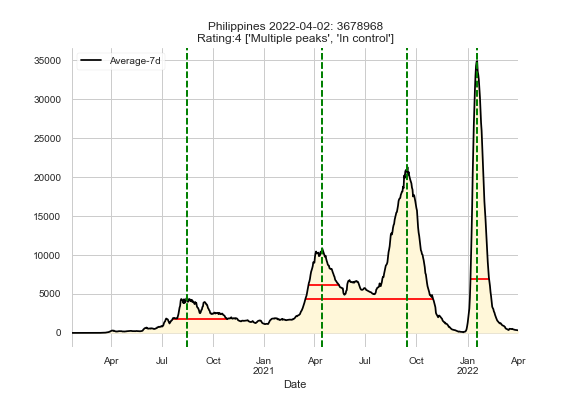 Philippines 2022-04-02: 3678968
Rating:4 ['Multiple peaks', 'In control']
Average-7d
35000
30000
25000
20000
15000
10000
5000
0
Apr Jul Oct Jan Apr Jul Oct Jan Apr
2021 2022
Date